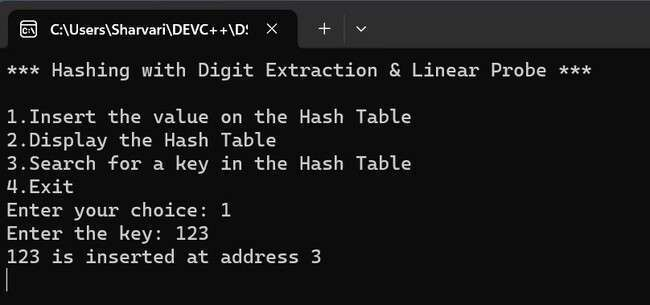 C:\Users\Sharvari\DEVC++\DS
*** Hashing with Digit Extraction & Linear Probe ***
1.Insert the value on the Hash Table
2.Display the Hash Table
3.Search for a key in the Hash Table
4.Exit
Enter your choice: 1
Enter the key: 123
123 is inserted at address 3